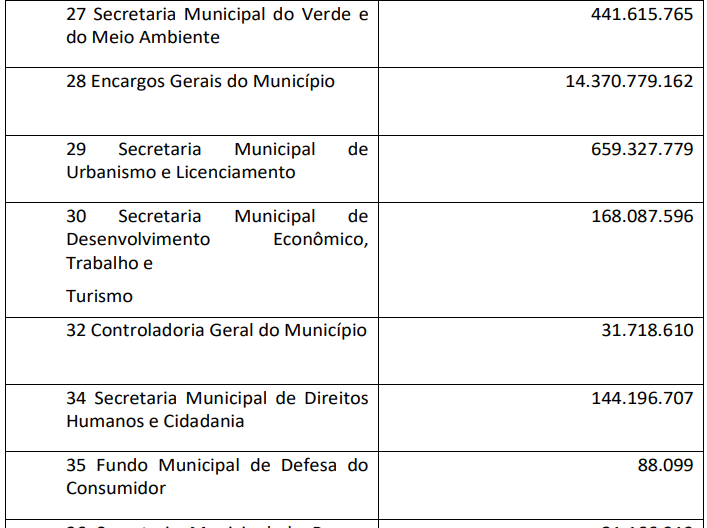 27 Secretaria Municipal do Verde e
do Meio Ambiente
441.615.765
28 Encargos Gerais do Município
14.370.779.162
29 Secretaria Municipal de
Urbanismo e Licenciamento
659.327.779
30 Secretaria Municipal de
Desenvolvimento Econômico,
Trabalho e
Turismo
168.087.596
32 Controladoria Geral do Município
31.718.610
34 Secretaria Municipal de Direitos
Humanos e Cidadania
144.196.707
35 Fundo Municipal de Defesa do
Consumidor
88.099